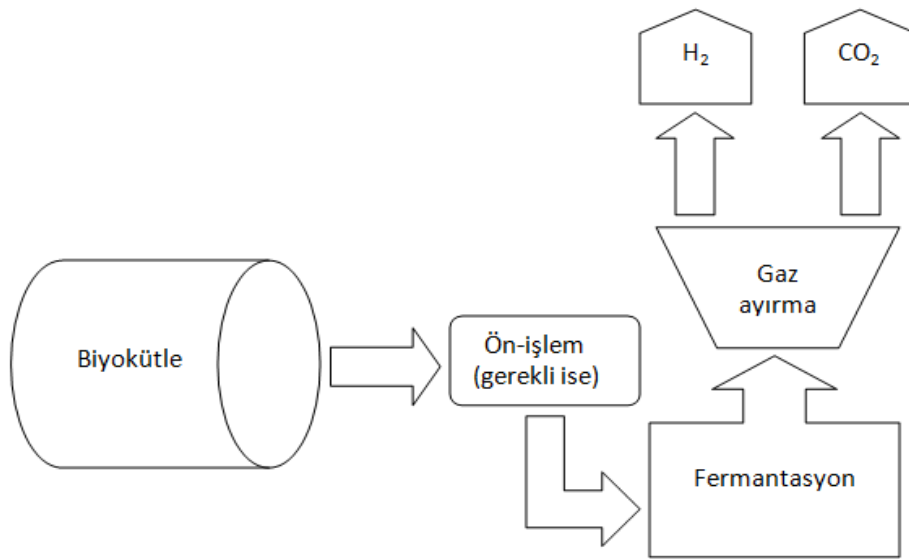 H₂
CO₂
Gaz
ayırma
Biyokütle
Ön-işlem
(gerekli ise)
Fermantasyon